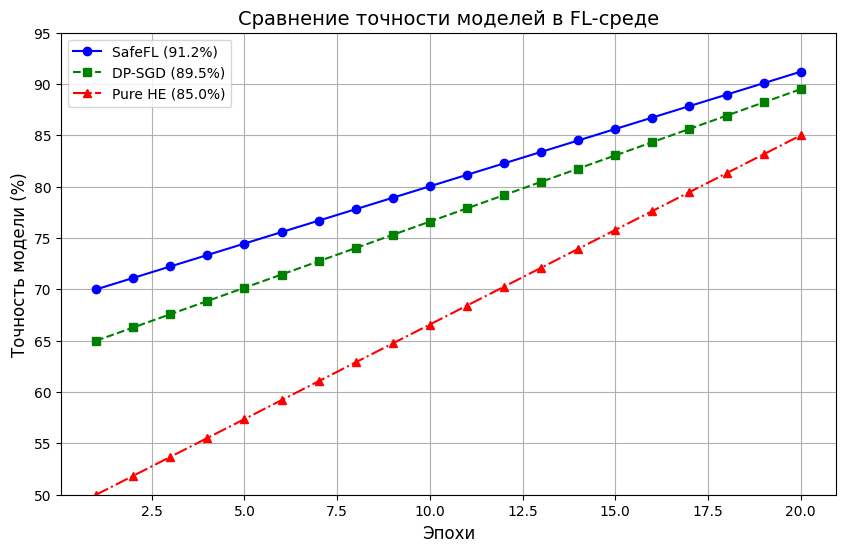 Сравнение точности моделей в FL-среде
SafeFL (91.2%)
DP-SGD (89.5%)
Pure HE (85.0%)
Точность модели (%)
95
90
85
80
75
70
65
60
55
50
2.5 5.0 7.5 10.0 12.5 15.0 17.5 20.0
Эпохи